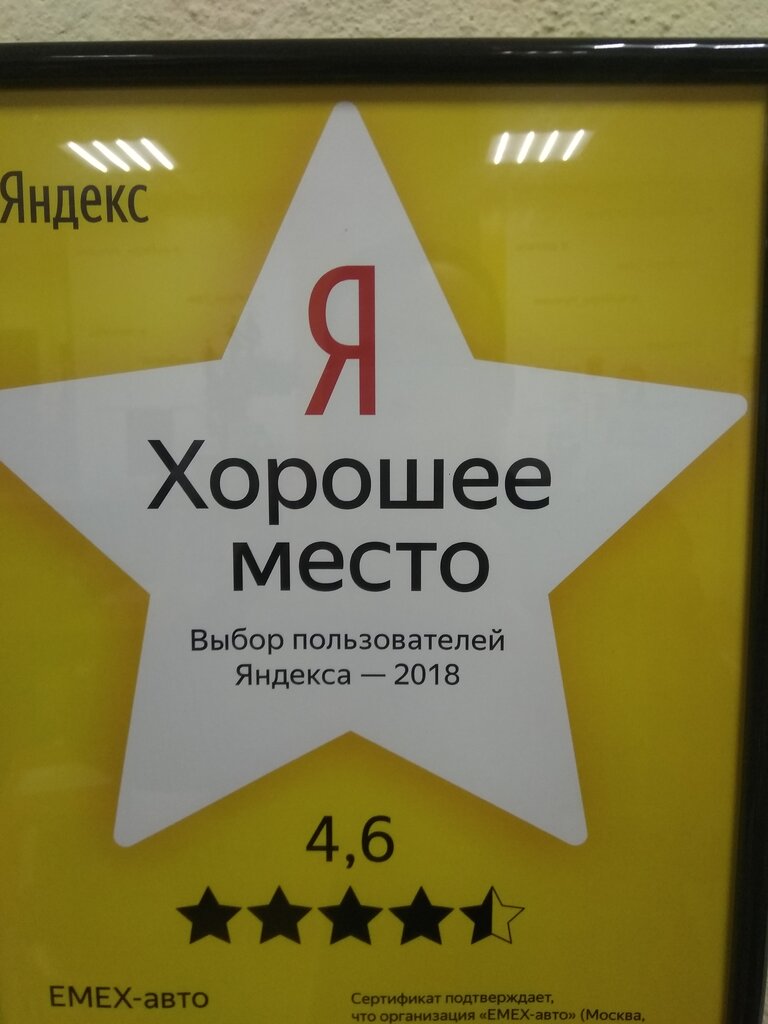 Яндекс
Я
Хорошее
место
Выбор пользователей
Яндекса — 2018
4,6
EMEX-авто
Сертификат подтверждает,
что организация «EMEX-авто» (Москва,